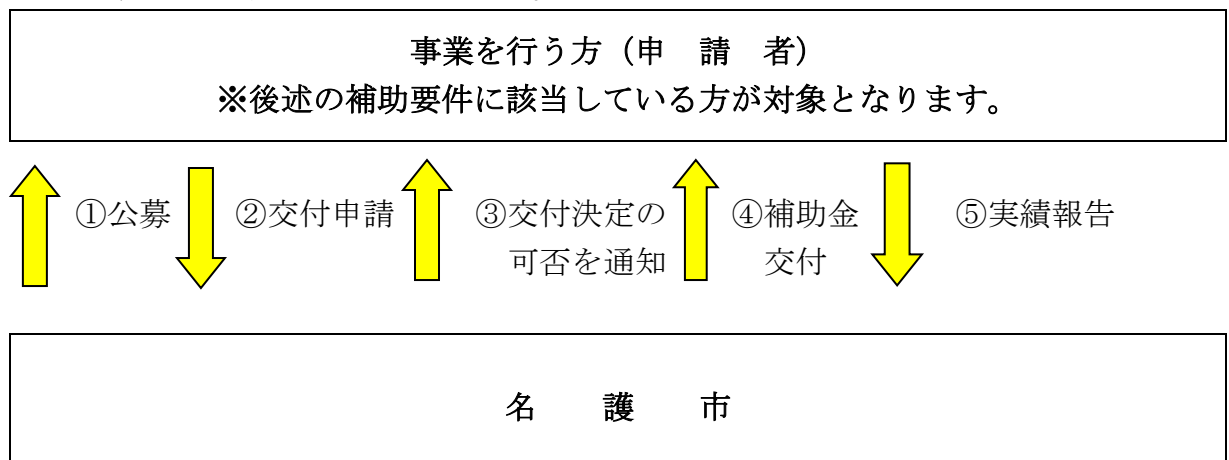 事業を行う方（申　請　者）
※後述の補助要件に該当している方が対象となります。
①公募
②交付申請
③交付決定の
可否を通知
④補助金
交付
⑤実績報告
名　　護　　市